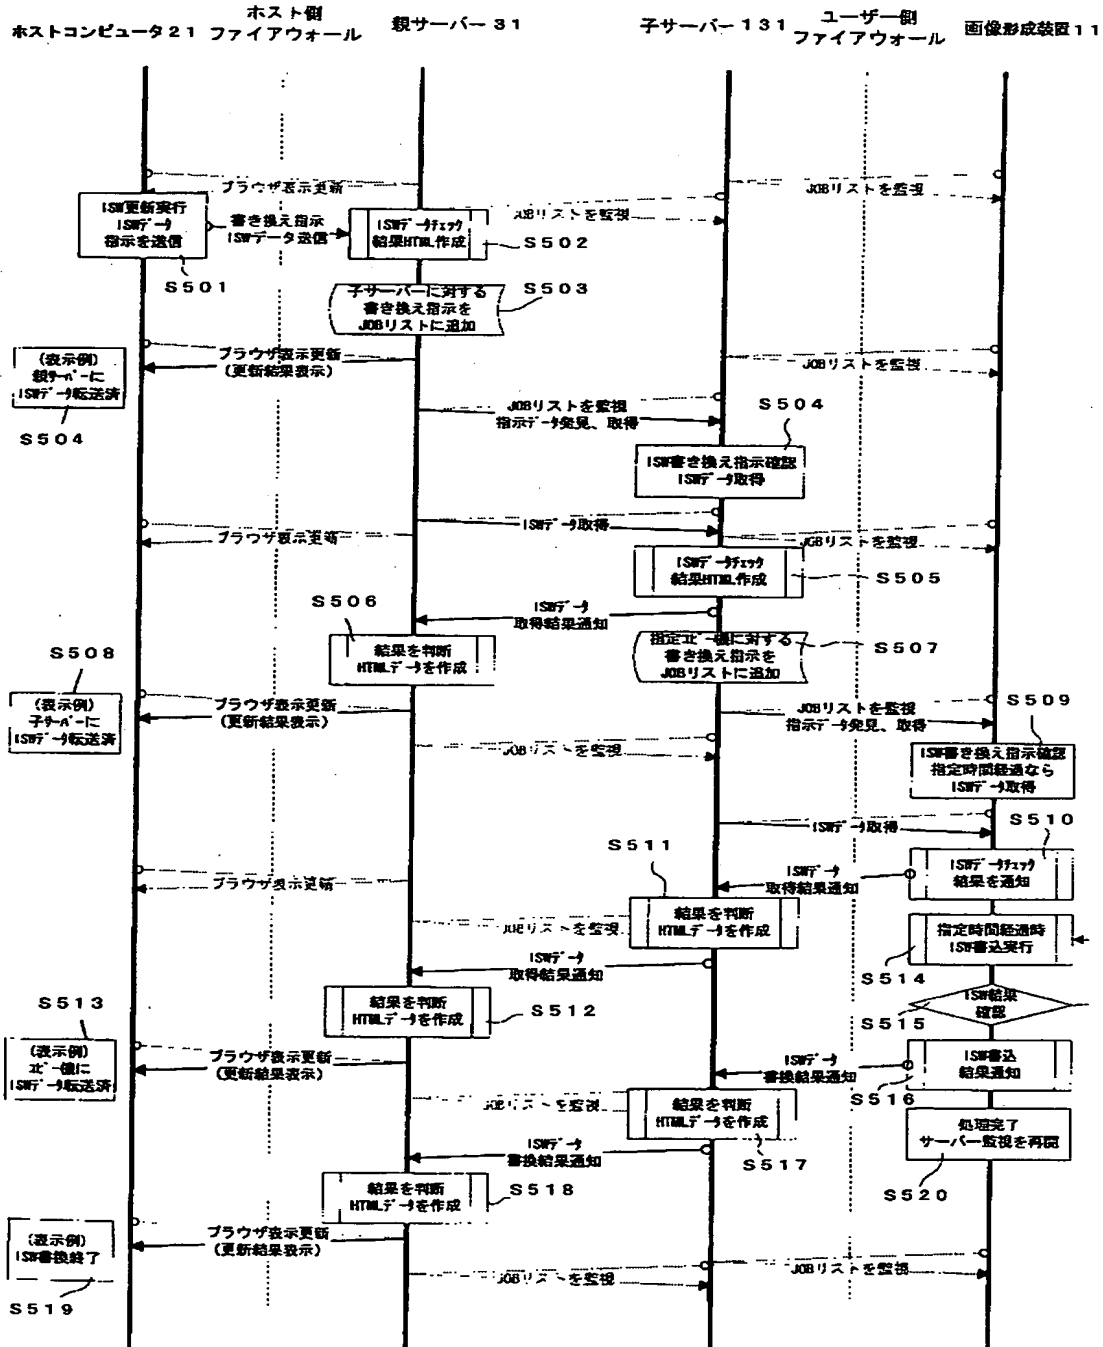 ホスト側
ユーザー側
ホストコンピュータ21
ファイアウォール
親サーバー31
子サーバー131
ファイアウォール
画像形成装置11
ブラウザ表示更新
JOBリストを監視
JOBリストを監視
ISW更新実行
ISWデータ
指示を送信
S501
書き換え指示
ISWデータ送信
ISWデータチェック
結果HTML作成
S502
子サーバーに対する
書き換え指示を
JOBリストに追加
S503
(表示例)
親サーバーに
ISWデータ転送済
S504
ブラウザ表示更新
(更新結果表示)
JOBリストを監視
JOBリストを監視
指示データ発見、取得
S504
ISW書き換え指示確認
ISWデータ取得
ブラウザ表示更新
ISWデータ取得
JOBリストを監視
ISWデータチェック
結果HTML作成
S505
S506
ISWデータ
取得結果通知
結果を判断
HTMLデータを作成
指定コピー機に対する
書き換え指示を
JOBリストに追加
S507
S508
(表示例)
子サーバーに
ISWデータ転送済
ブラウザ表示更新
(更新結果表示)
JOBリストを監視
JOBリストを監視
指示データ発見、取得
S509
ISW書き換え指示確認
指定時間経過なら
ISWデータ取得
ISWデータ取得
S510
S511
ブラウザ表示更新
ISWデータ
取得結果通知
ISWデータチェック
結果を通知
JOBリストを監視
結果を判断
HTMLデータを作成
指定時間経過時
ISW書込実行
S514
ISWデータ
取得結果通知
S513
結果を判断
HTMLデータを作成
S512
ISW結果
確認
S515
(表示例)
コピー機に
ISWデータ転送済
ブラウザ表示更新
(更新結果表示)
ISWデータ
書換結果通知
ISW書込
結果通知
S516
JOBリストを監視
結果を判断
HTMLデータを作成
S517
処理完了
サーバー監視を再開
S520
ISWデータ
書換結果通知
結果を判断
HTMLデータを作成
S518
(表示例)
ISW書換終了
S519
ブラウザ表示更新
(更新結果表示)
JOBリストを監視
JOBリストを監視